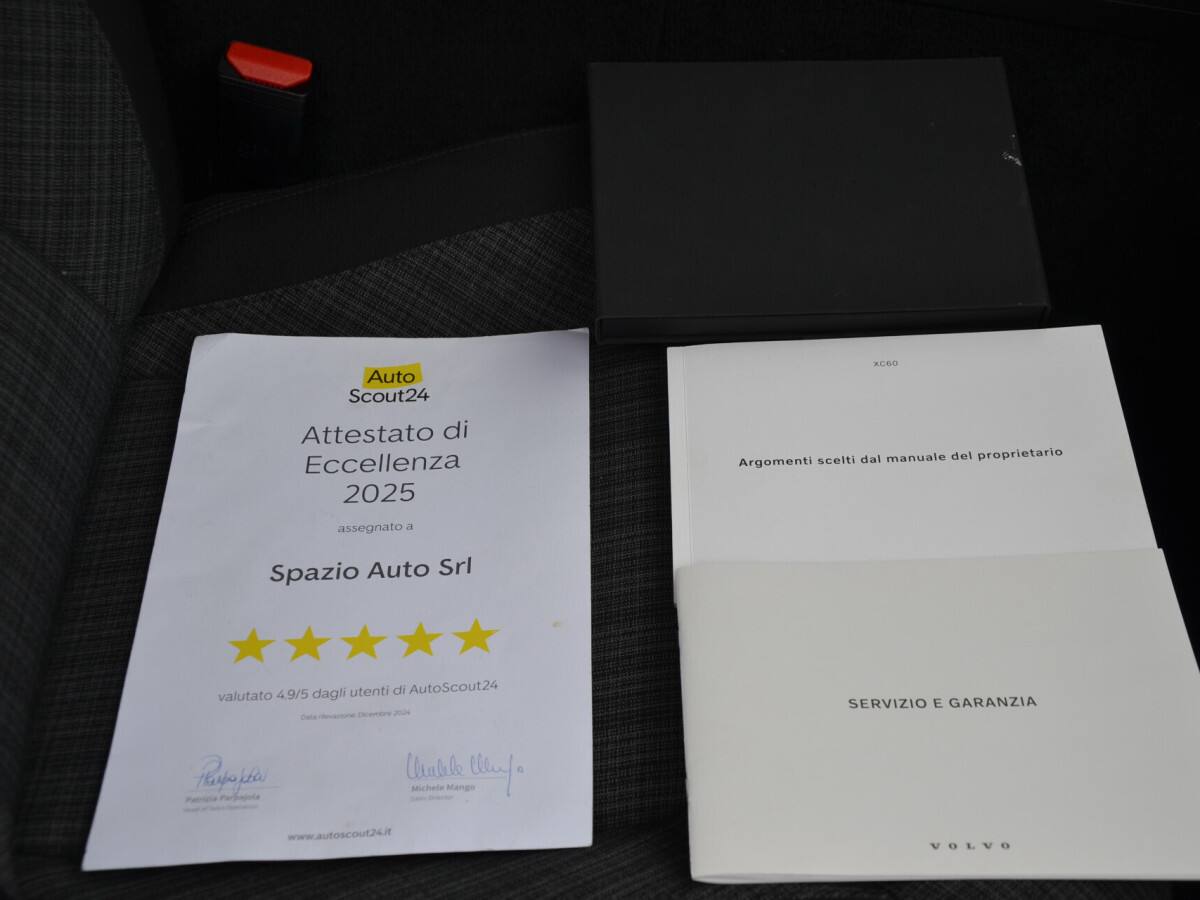 Auto
Scout24
Attestato di
Eccellenza
2025
assegnato a
Spazio Auto Srl
valutato 4.9/5 dagli utenti di AutoScout24
Data rilevazione: Dicembre 2024
Patrizia Parpajola
Michele Mango
Sales Director
www.autoscout24.it
XC60
Argomenti scelti dal manuale del proprietario
SERVIZIO E GARANZIA
VOLVO